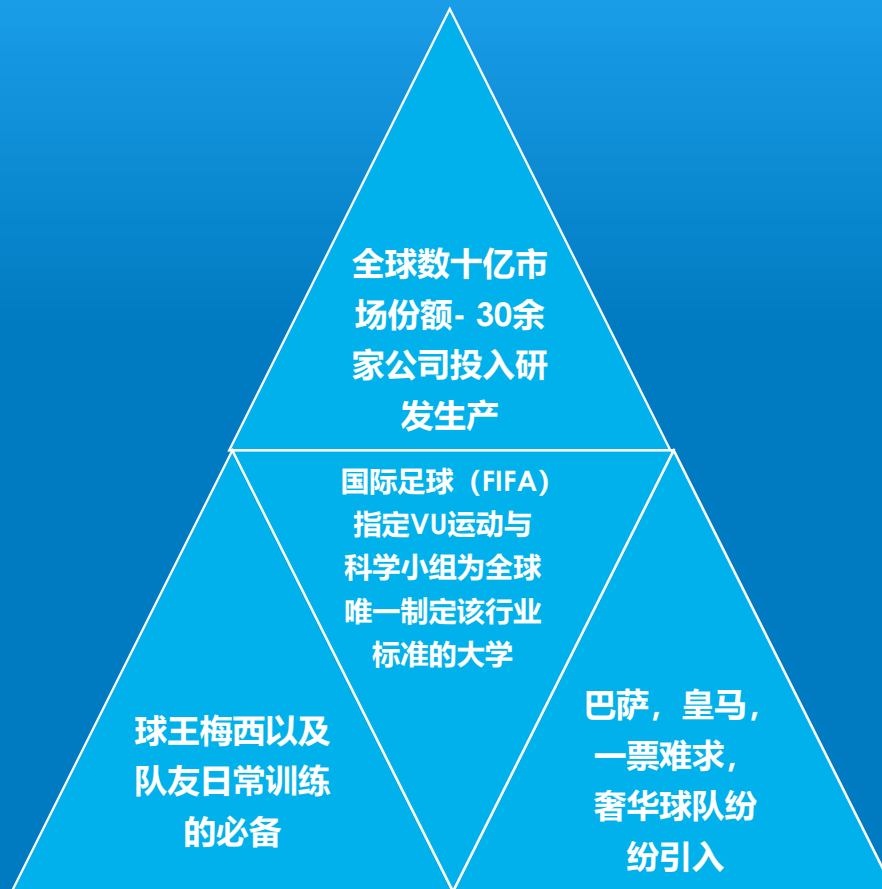 全球数十亿市
场份额- 30余
家公司投入研
发生产
国际足球（FIFA）
指定VU运动与
科学小组为全球
唯一制定该行业
标准的大学
球王梅西以及
队友日常训练
的必备
巴萨，皇马，
一票难求，
奢华球队纷
纷引入